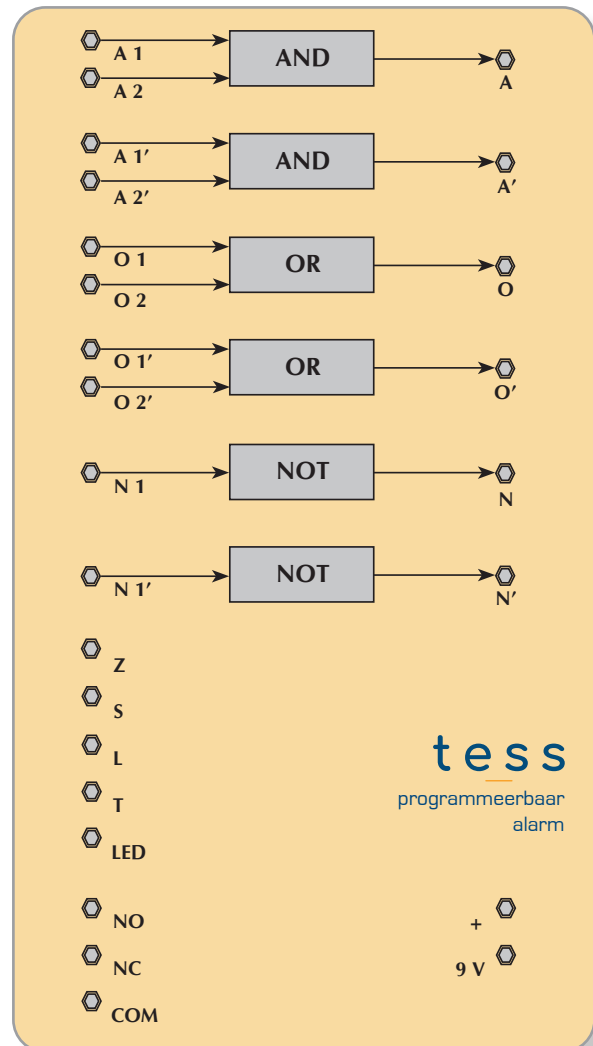 A 1
AND
A 2
A
A 1′
AND
A 2′
A′
O 1
OR
O 2
O
O 1′
OR
O 2′
O′
N 1
NOT
N
N 1′
NOT
N′
Z
S
L
T
LED
tess
programmeerbaar
alarm
NO
+
NC
9 V
COM